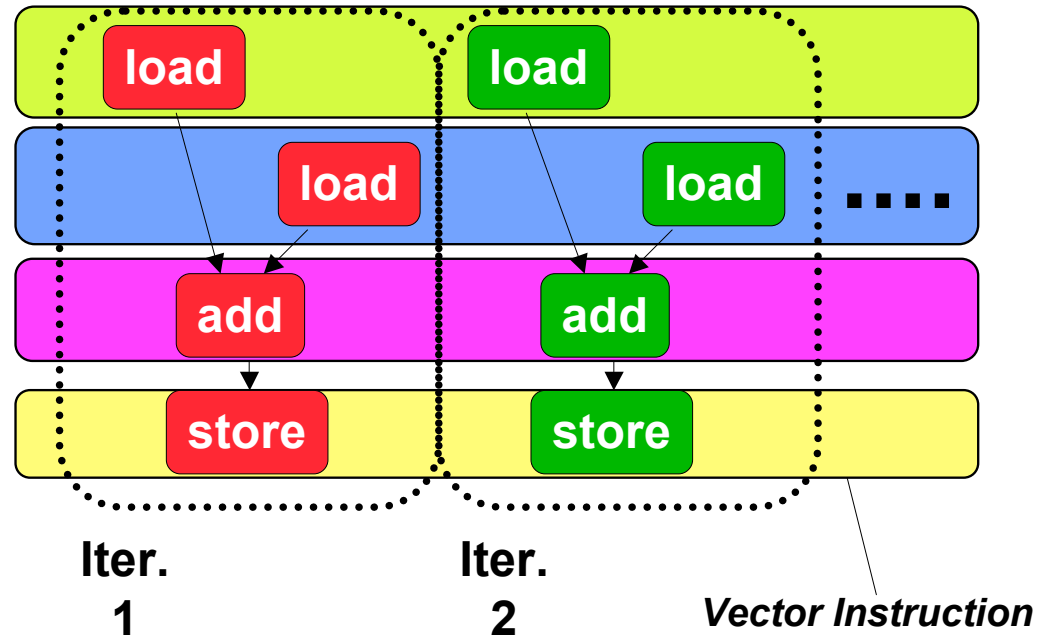 load load
load load
....
add add
store store
Iter. Iter.
1 2
Vector Instruction